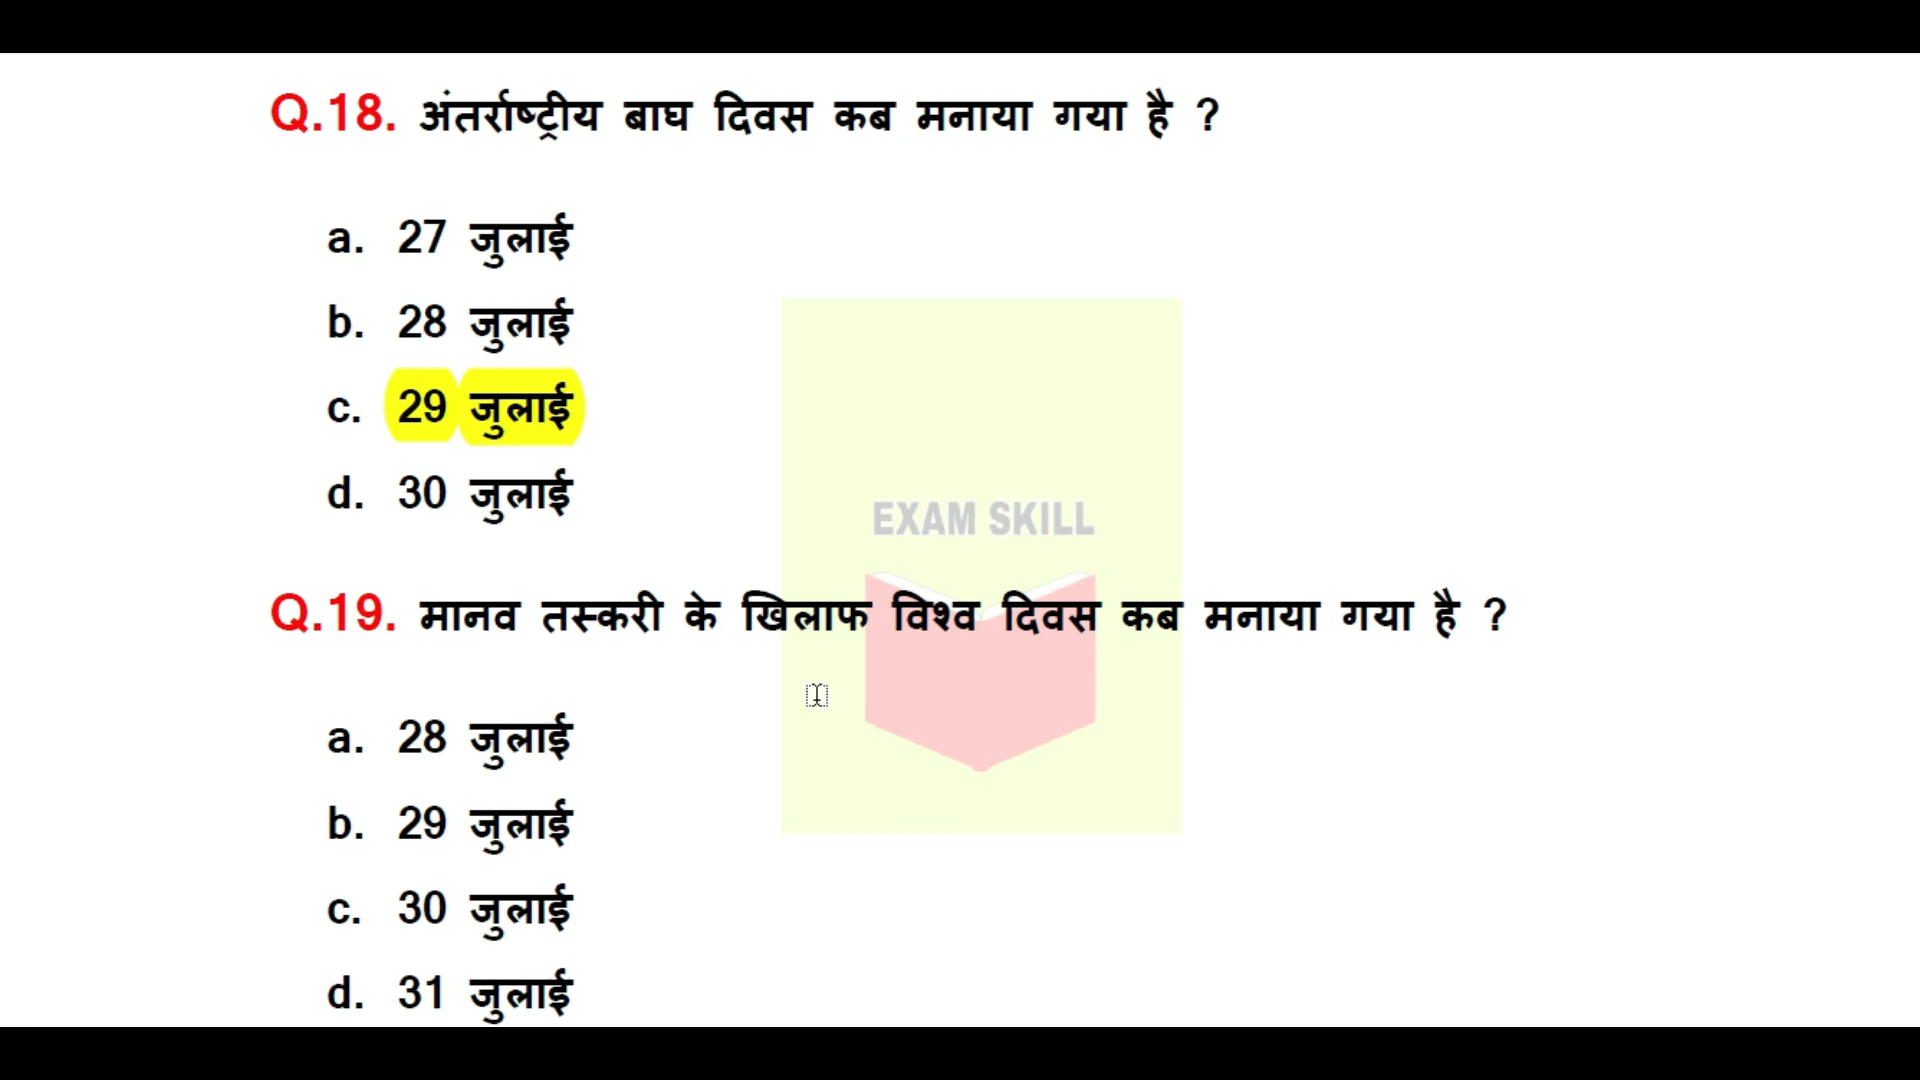 Q.18. अंतर्राष्ट्रीय बाघ दिवस कब मनाया गया है ?
a. 27 जुलाई
b. 28 जुलाई
c. 29 जुलाई
d. 30 जुलाई
EXAM SKILL
Q.19. मानव तस्करी के खिलाफ विश्व दिवस कब मनाया गया है ?
a. 28 जुलाई
b. 29 जुलाई
c. 30 जुलाई
d. 31 जुलाई